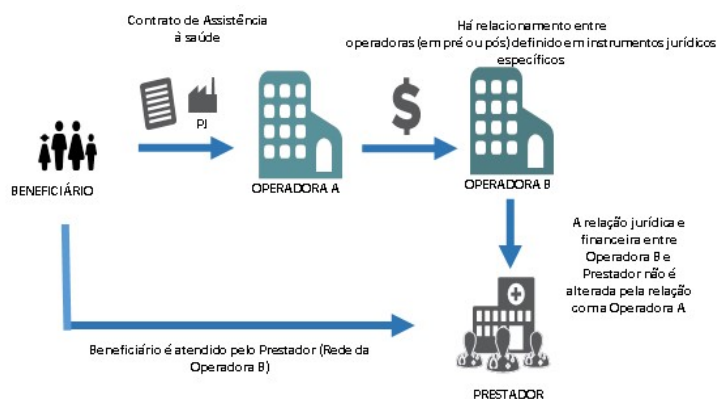 Contrato de Assistência
à saúde
Há relacionamento entre
operadoras (em pré ou pós) definido em instrumentos jurídicos
específicos
PJ
BENEFICIÁRIO
OPERADORA A
OPERADORA B
A relação jurídica e
financeira entre
Operadora B e
Prestador não é
alterada pela relação
com a Operadora A
Beneficiário é atendido pelo Prestador (Rede da
Operadora B)
PRESTADOR